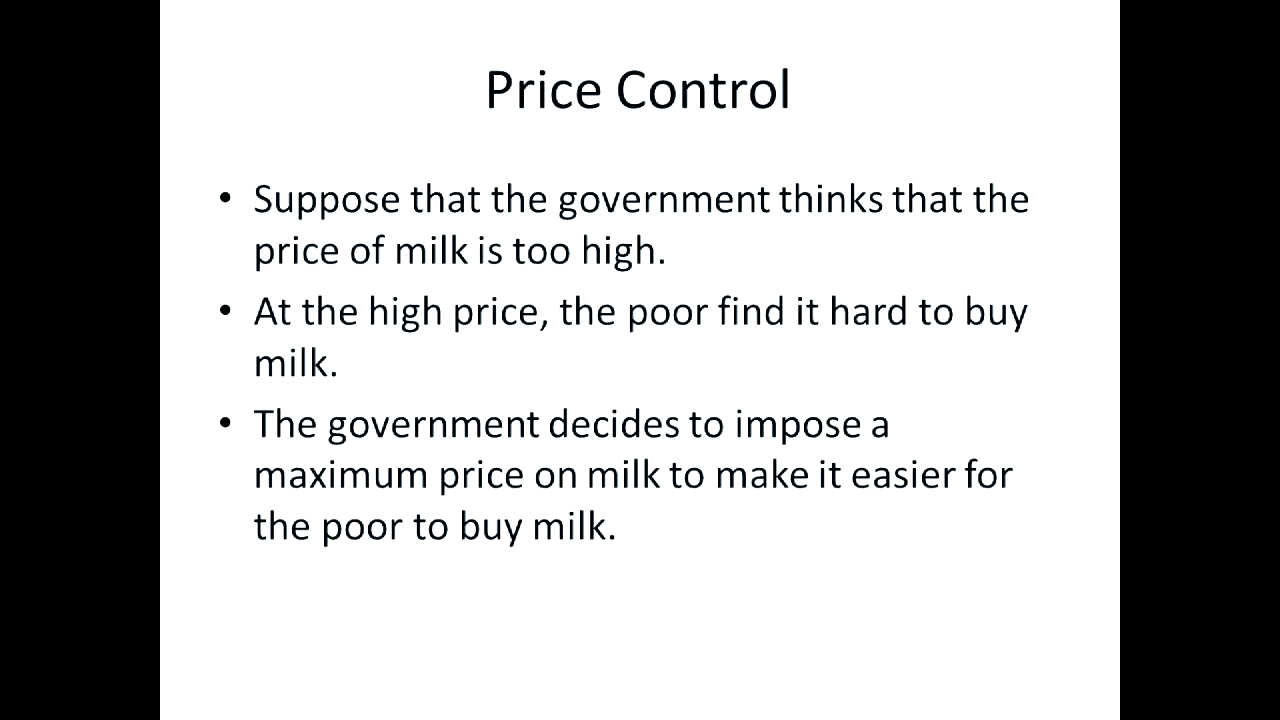 Price Control
• Suppose that the government thinks that the
price of milk is too high.
• At the high price, the poor find it hard to buy
milk.
• The government decides to impose a
maximum price on milk to make it easier for
the poor to buy milk.